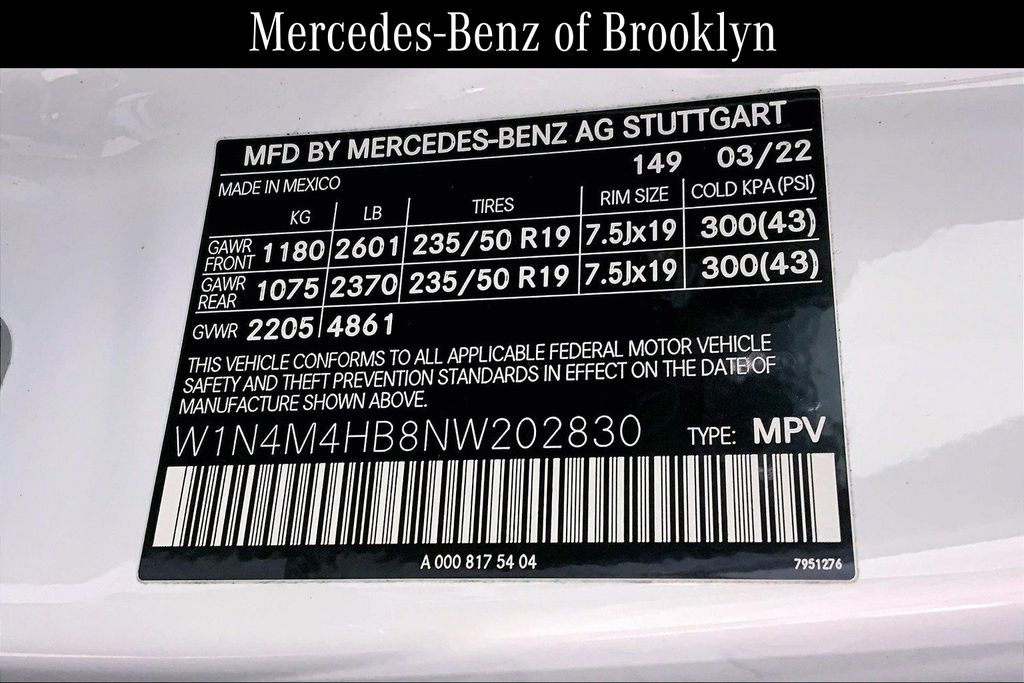 Mercedes-Benz of Brooklyn
MFD BY MERCEDES-BENZ AG STUTTGART
MADE IN MEXICO 149 03/22
KG LB TIRES RIM SIZE COLD KPA (PSI)
GAWR FRONT 1180 2601 235/50 R19 7.5Jx19 300(43)
GAWR REAR 1075 2370 235/50 R19 7.5Jx19 300(43)
GVWR 2205 4861
THIS VEHICLE CONFORMS TO ALL APPLICABLE FEDERAL MOTOR VEHICLE
SAFETY AND THEFT PREVENTION STANDARDS IN EFFECT ON THE DATE OF
MANUFACTURE SHOWN ABOVE.
W1N4M4HB8NW202830 TYPE: MPV
A 000 817 54 04 7951276